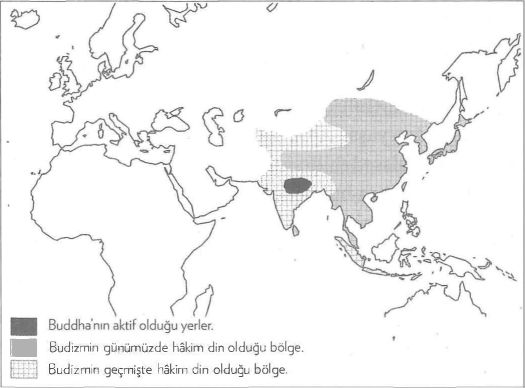 Buddha'nın aktif olduğu yerler.
Budizmin günümüzde hâkim din olduğu bölge.
Budizmin geçmişte hâkim din olduğu bölge.